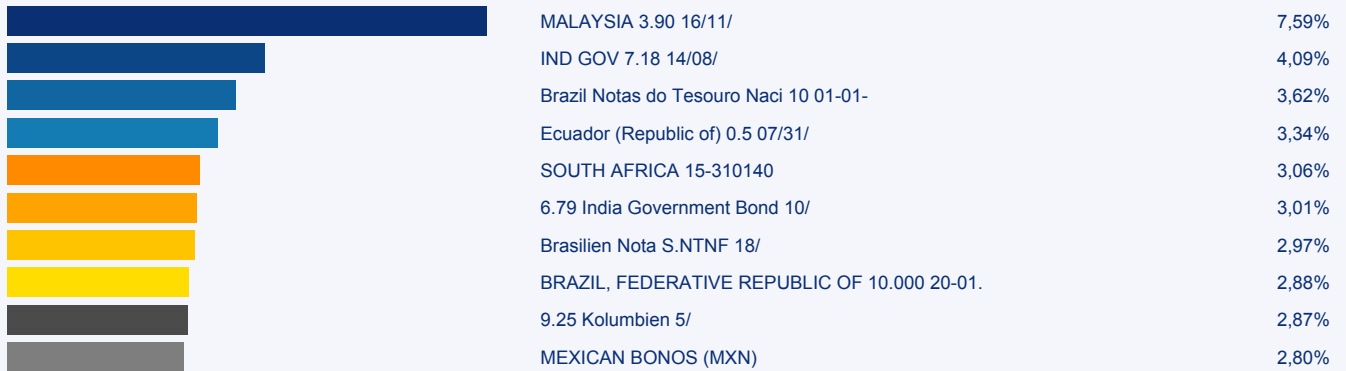 MALAYSIA 3.90 16/11/ 7,59%
IND GOV 7.18 14/08/ 4,09%
Brazil Notas do Tesouro Naci 10 01-01- 3,62%
Ecuador (Republic of) 0.5 07/31/ 3,34%
SOUTH AFRICA 15-310140 3,06%
6.79 India Government Bond 10/ 3,01%
Brasilien Nota S.NTNF 18/ 2,97%
BRAZIL, FEDERATIVE REPUBLIC OF 10.000 20-01. 2,88%
9.25 Kolumbien 5/ 2,87%
MEXICAN BONOS (MXN) 2,80%